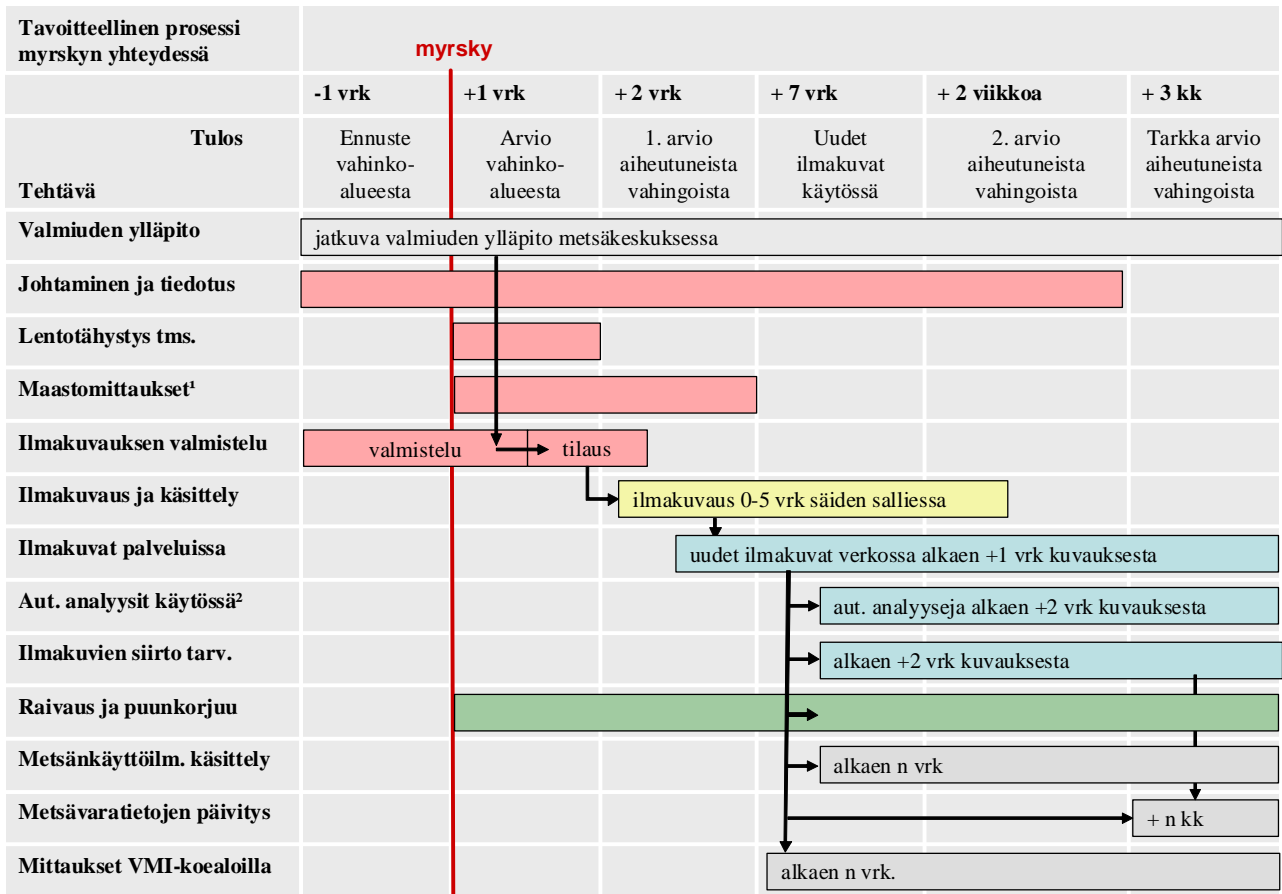 Tavoitteellinen prosessi
myrskyn yhteydessä
myrsky
-1 vrk
+1 vrk
+ 2 vrk
+ 7 vrk
+ 2 viikkoa
+ 3 kk
Tulos
Tehtävä
Ennuste
vahinko-
alueesta
Arvio
vahinko-
alueesta
1. arvio
aiheutuneista
vahingoista
Uudet
ilmakuvat
käytössä
2. arvio
aiheutuneista
vahingoista
Tarkka arvio
aiheutuneista
vahingoista
Valmiuden ylläpito
jatkuva valmiuden ylläpito metsäkeskuksessa
Johtaminen ja tiedotus
Lentotähystys tms.
Maastomittaukset¹
Ilmakuvauksen valmistelu
valmistelu
tilaus
Ilmakuvaus ja käsittely
ilmakuvaus 0-5 vrk säiden salliessa
Ilmakuvat palveluissa
uudet ilmakuvat verkossa alkaen +1 vrk kuvauksesta
Aut. analyysit käytössä²
aut. analyyseja alkaen +2 vrk kuvauksesta
Ilmakuvien siirto tarv.
alkaen +2 vrk kuvauksesta
Raivaus ja puunkorjuu
Metsänkäyttöilm. käsittely
alkaen n vrk
Metsävaratietojen päivitys
+ n kk
Mittaukset VMI-koealoilla
alkaen n vrk.